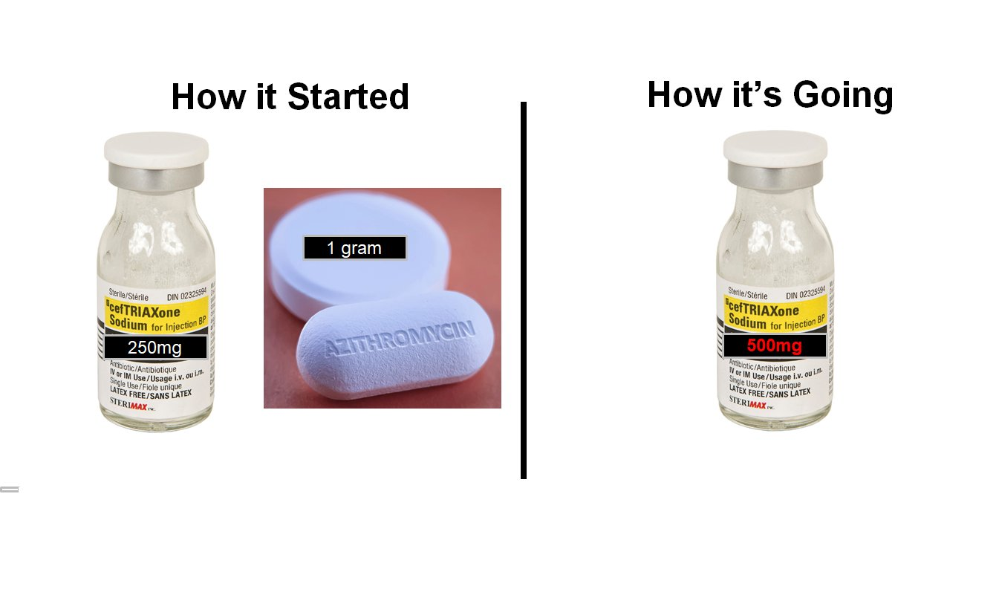 How it Started
How it's Going
Sterile/Stérile DIN 02325594
cefTRIAXone
Sodium for Injection BP
250mg
Antibiotic/Antibiotique
IV or IM Use/Usage i.v. ou i.m.
Single Use/Fiole unique
LATEX FREE/SANS LATEX
STERIMAX INC.
1 gram
AZITHROMYCIN
Sterile/Stérile DIN 02325594
cefTRIAXone
Sodium for Injection BP
500mg
Antibiotic/Antibiotique
IV or IM Use/Usage i.v. ou i.m.
Single Use/Fiole unique
LATEX FREE/SANS LATEX
STERIMAX INC.